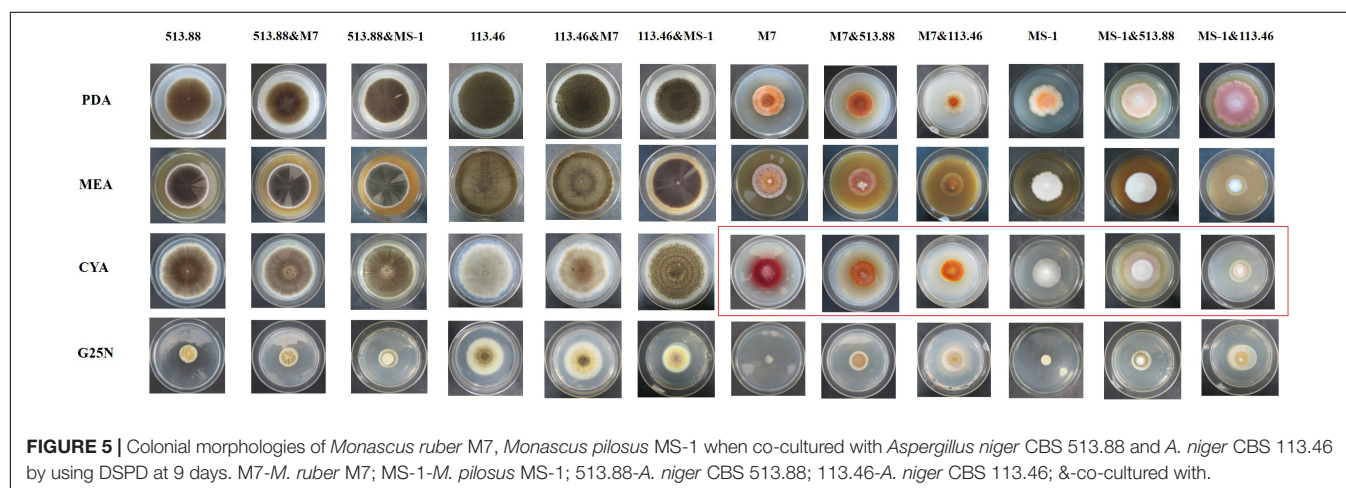 513.88 513.88&M7 513.88&MS-1 113.46 113.46&M7 113.46&MS-1 M7 M7&513.88 M7&113.46 MS-1 MS-1&513.88 MS-1&113.46
PDA
MEA
CYA
G25N
FIGURE 5 | Colonial morphologies of Monascus ruber M7, Monascus pilosus MS-1 when co-cultured with Aspergillus niger CBS 513.88 and A. niger CBS 113.46
by using DSPD at 9 days. M7-M. ruber M7; MS-1-M. pilosus MS-1; 513.88-A. niger CBS 513.88; 113.46-A. niger CBS 113.46; &-co-cultured with.